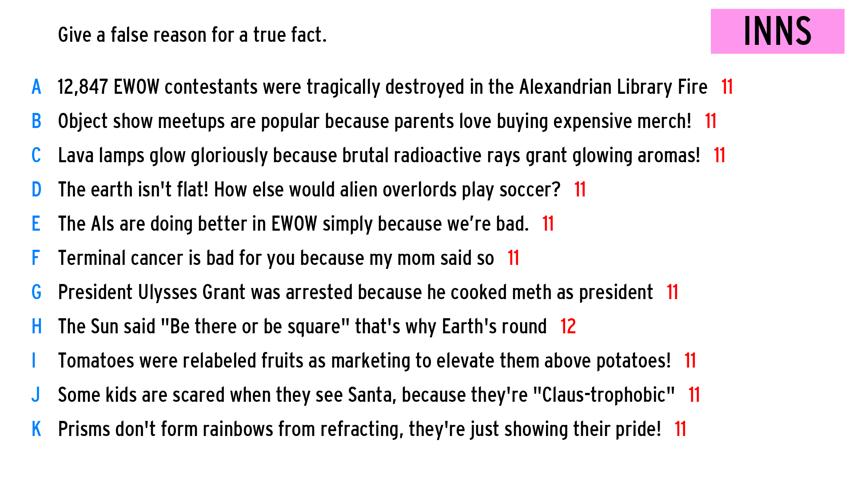 Give a false reason for a true fact.
INNS
A 12,847 EWOW contestants were tragically destroyed in the Alexandrian Library Fire 11
B Object show meetups are popular because parents love buying expensive merch! 11
C Lava lamps glow gloriously because brutal radioactive rays grant glowing aromas! 11
D The earth isn't flat! How else would alien overlords play soccer? 11
E The AIs are doing better in EWOW simply because we’re bad. 11
F Terminal cancer is bad for you because my mom said so 11
G President Ulysses Grant was arrested because he cooked meth as president 11
H The Sun said "Be there or be square" that's why Earth's round 12
I Tomatoes were relabeled fruits as marketing to elevate them above potatoes! 11
J Some kids are scared when they see Santa, because they're "Claus-trophobic" 11
K Prisms don't form rainbows from refracting, they're just showing their pride! 11